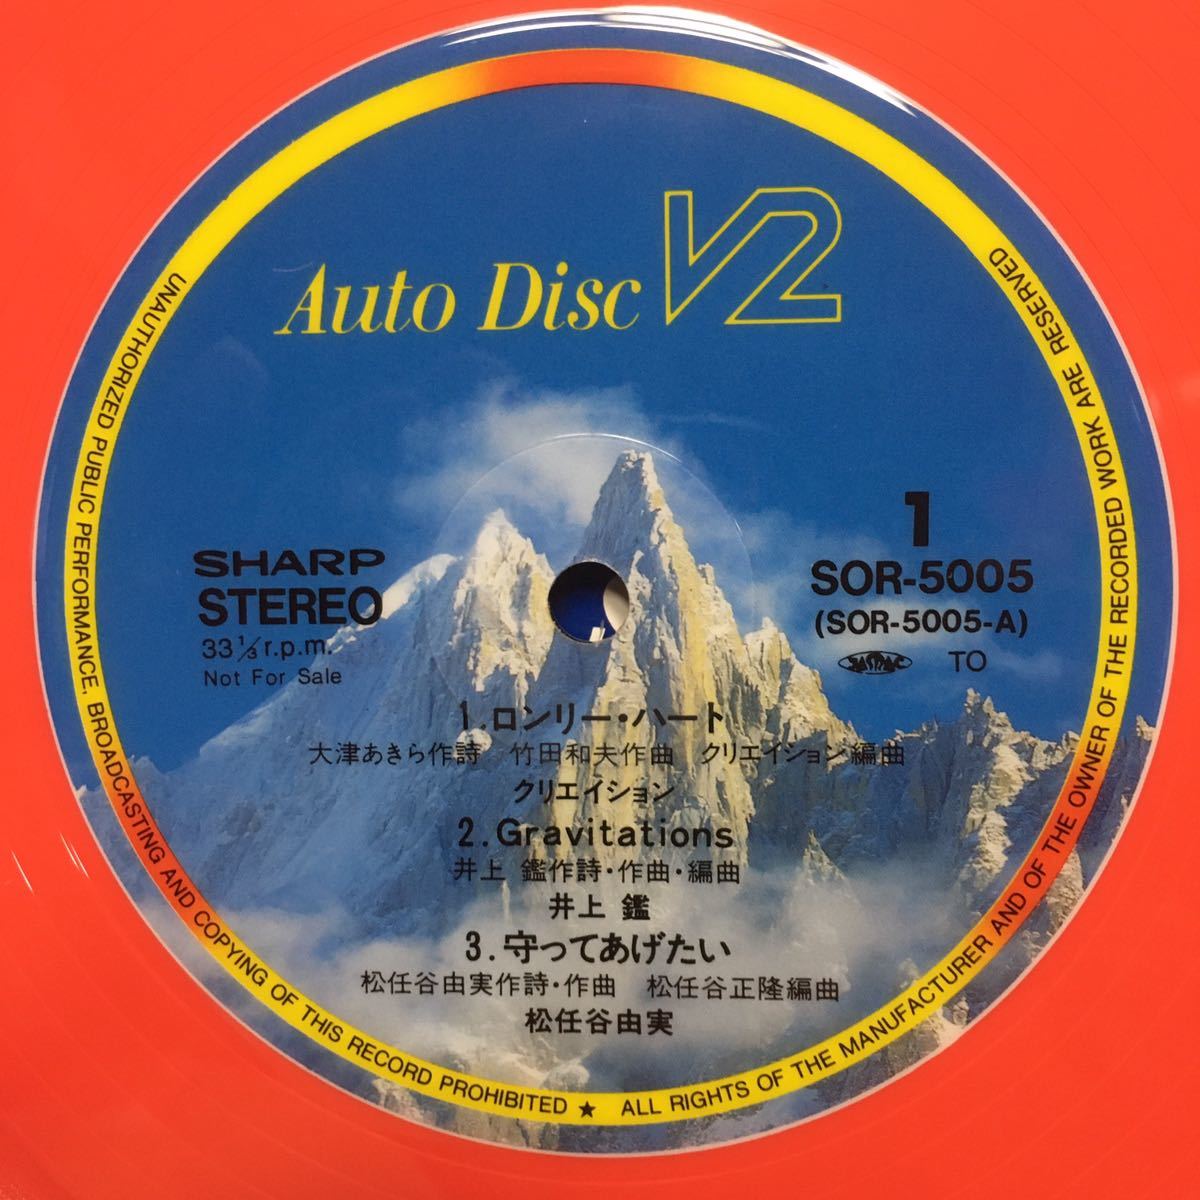 Auto Disc V2
SHARP
STEREO
33 1/3 r.p.m.
Not For Sale
1
SOR-5005
(SOR-5005-A)
TO
1.ロンリー・ハート
大津あきら作詩 竹田和夫作曲 クリエイション編曲
クリエイション
2.Gravitations
井上 鑑作詩・作曲・編曲
井上 鑑
3.守ってあげたい
松任谷由実作詩・作曲 松任谷正隆編曲
松任谷由実
UNAUTHORIZED PUBLIC PERFORMANCE, BROADCASTING AND COPYING OF THIS RECORD PROHIBITED ★ ALL RIGHTS OF THE MANUFACTURER AND OF THE OWNER OF THE RECORDED WORK ARE RESERVED